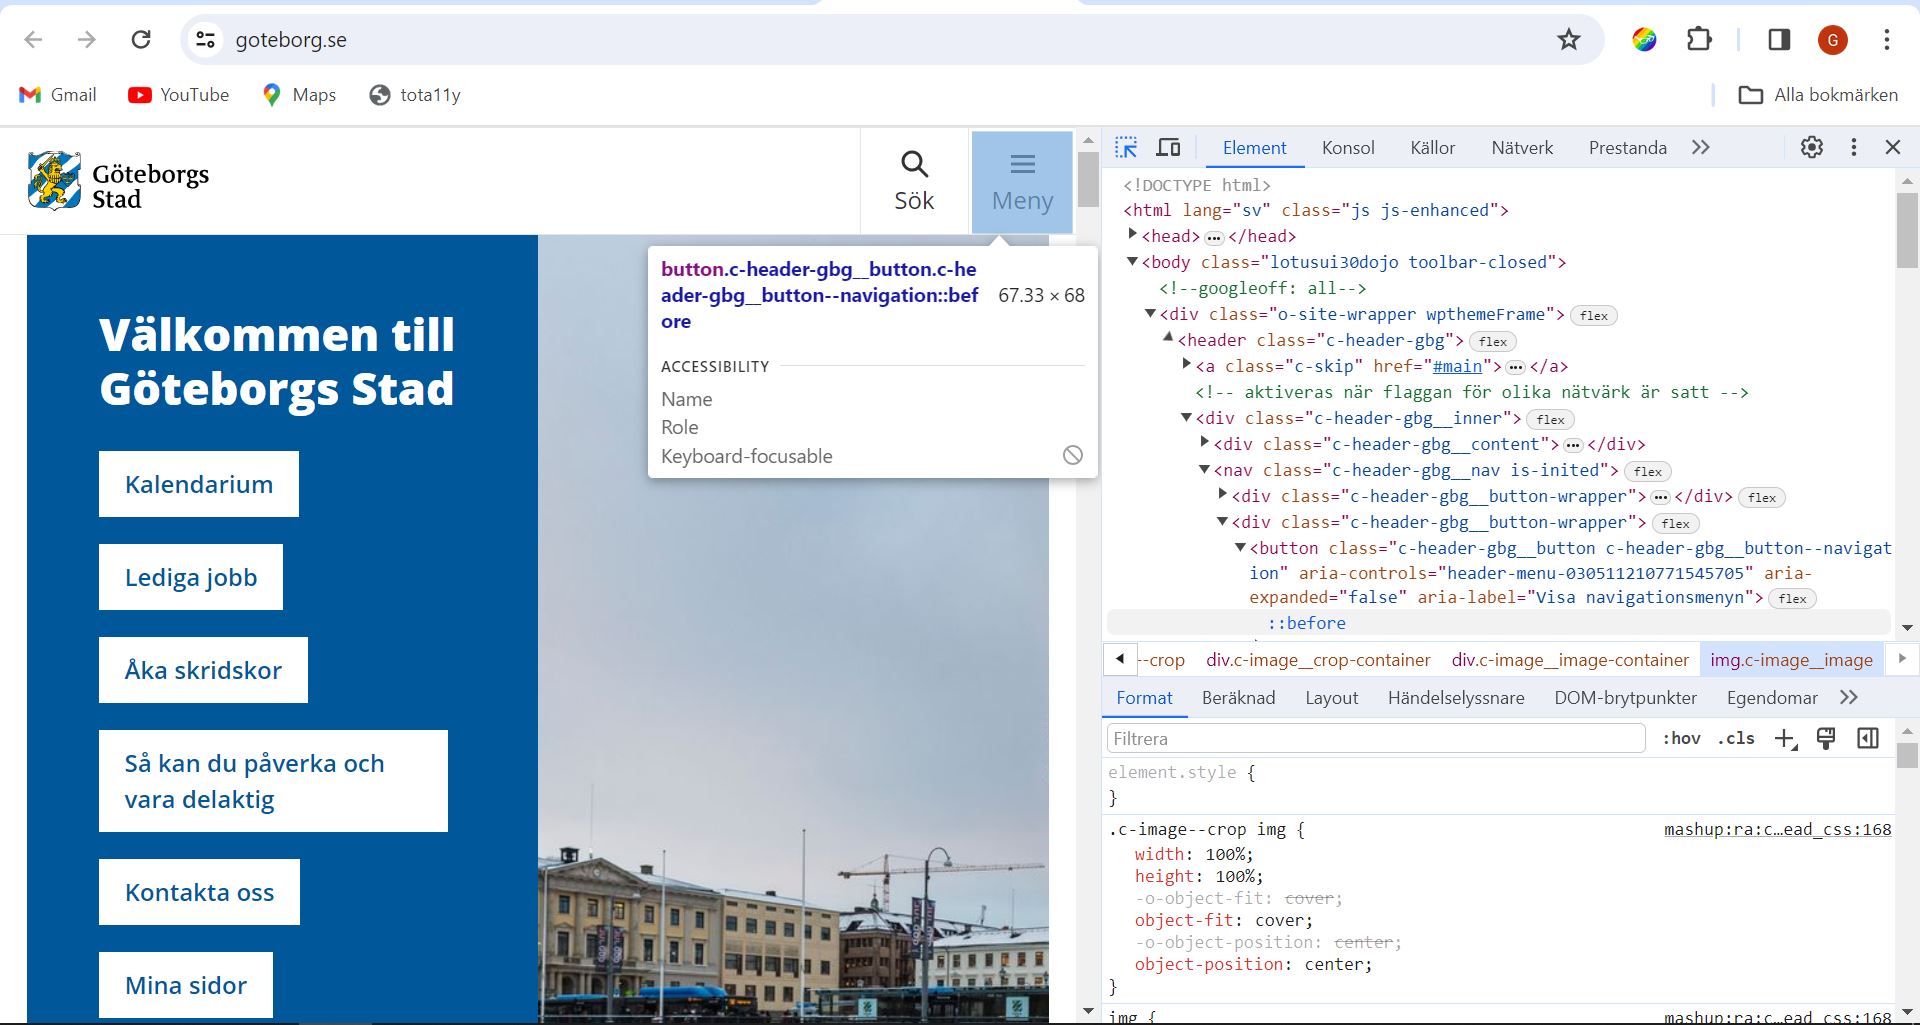 goteborg.se
G
Gmail
YouTube
Maps
tota11y
Alla bokmärken
Göteborgs
Stad
Sök
Meny
Välkommen till
Göteborgs Stad
Kalendarium
Lediga jobb
Åka skridskor
Så kan du påverka och
vara delaktig
Kontakta oss
Mina sidor
button.c-header-gbg__button.c-he
ader-gbg__button--navigation::bef
ore
67.33 × 68
ACCESSIBILITY
Name
Role
Keyboard-focusable
Element
Konsol
Källor
Nätverk
Prestanda
<!DOCTYPE html>
<html lang="sv" class="js js-enhanced">
<head>…</head>
<body class="lotusui30dojo toolbar-closed">
<!--googleoff: all-->
<div class="o-site-wrapper wpthemeFrame"> flex
<header class="c-header-gbg"> flex
<a class="c-skip" href="#main">…</a>
<!-- aktiveras när flaggan för olika nätvärk är satt -->
<div class="c-header-gbg__inner"> flex
<div class="c-header-gbg__content">…</div>
<nav class="c-header-gbg__nav is-inited"> flex
<div class="c-header-gbg__button-wrapper">…</div> flex
<div class="c-header-gbg__button-wrapper"> flex
<button class="c-header-gbg__button c-header-gbg__button--navigat
ion" aria-controls="header-menu-030511210771545705" aria-
expanded="false" aria-label="Visa navigationsmenyn"> flex
::before
--crop
div.c-image__crop-container
div.c-image__image-container
img.c-image__image
Format
Beräknad
Layout
Händelselyssnare
DOM-brytpunkter
Egendomar
Filtrera
:hov
.cls
element.style {
}
.c-image--crop img {
mashup:ra:c…ead_css:168
width: 100%;
height: 100%;
-o-object-fit: cover;
object-fit: cover;
-o-object-position: center;
object-position: center;
}
img {
mashup:ra:c…ead_css:168